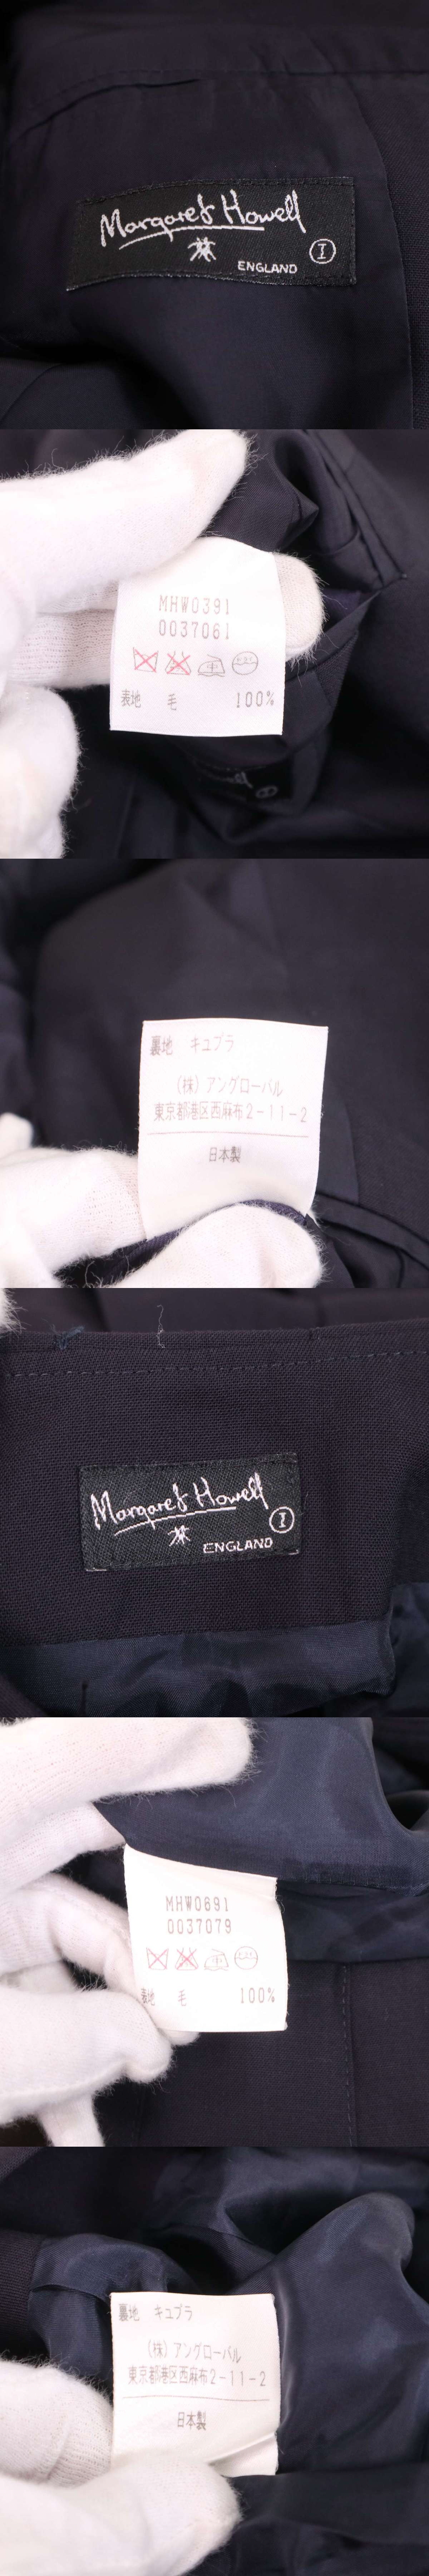 Margaret Howell
ENGLAND
I
MHW0391
0037061
表地 毛 100%
裏地 キュプラ
(株)アングローバル
東京都港区西麻布2-11-2
日本製
Margaret Howell
ENGLAND
I
MHW0691
0037079
表地 毛 100%
裏地 キュプラ
(株)アングローバル
東京都港区西麻布2-11-2
日本製